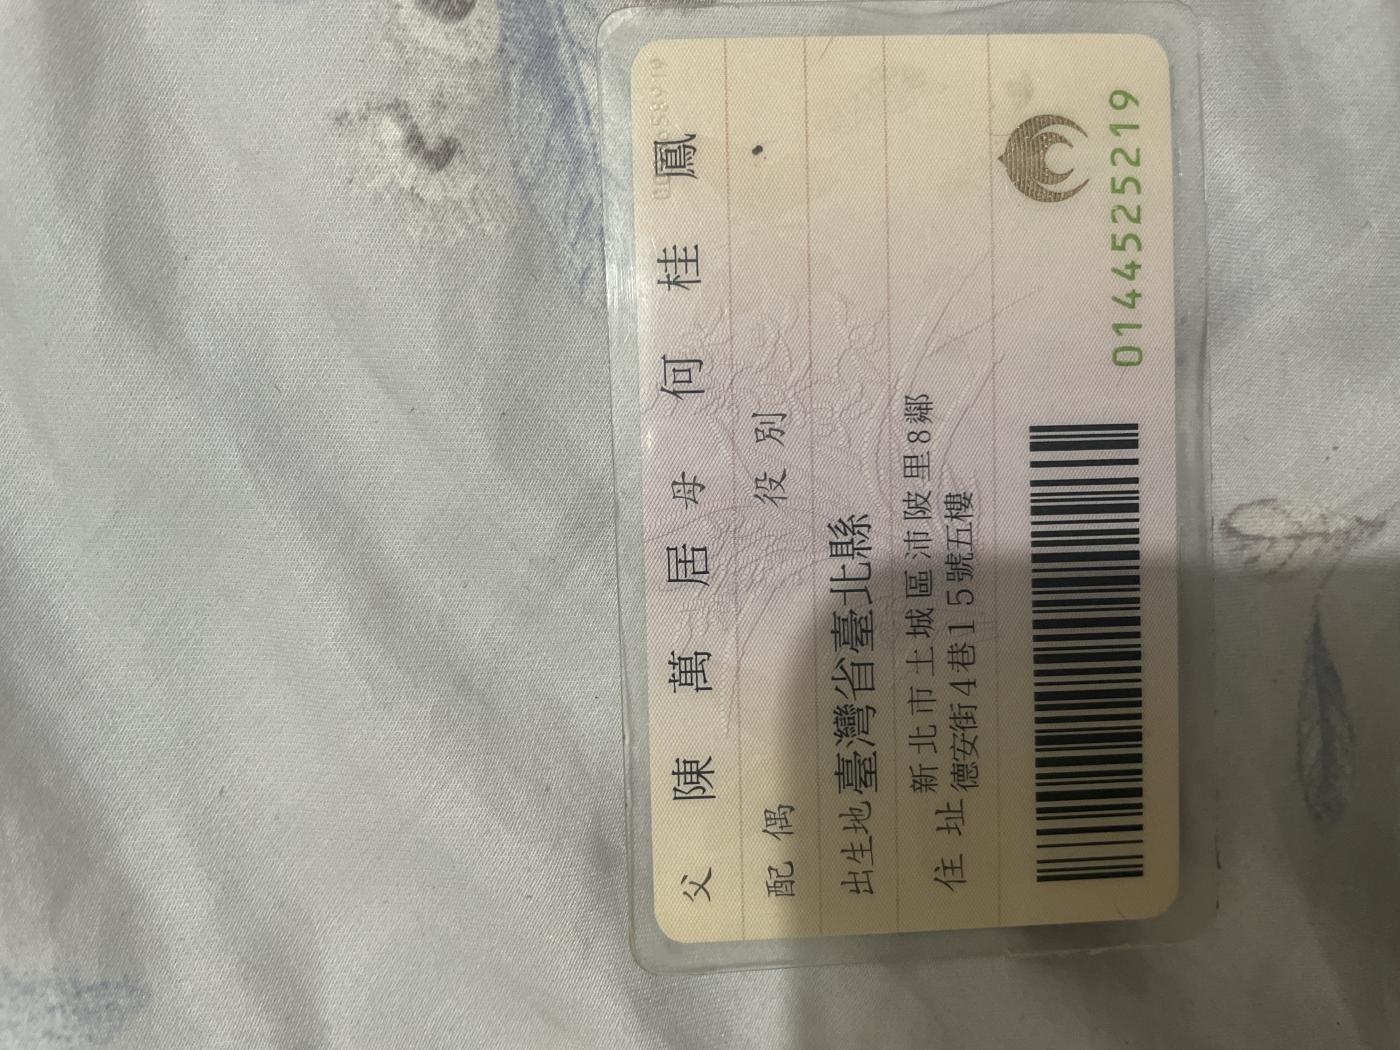 父 陳萬居 母 何桂鳳
配偶 役別
出生地 臺灣省臺北縣
住址 新北市土城區沛陂里8鄰
德安街4巷15號五樓
0144525219